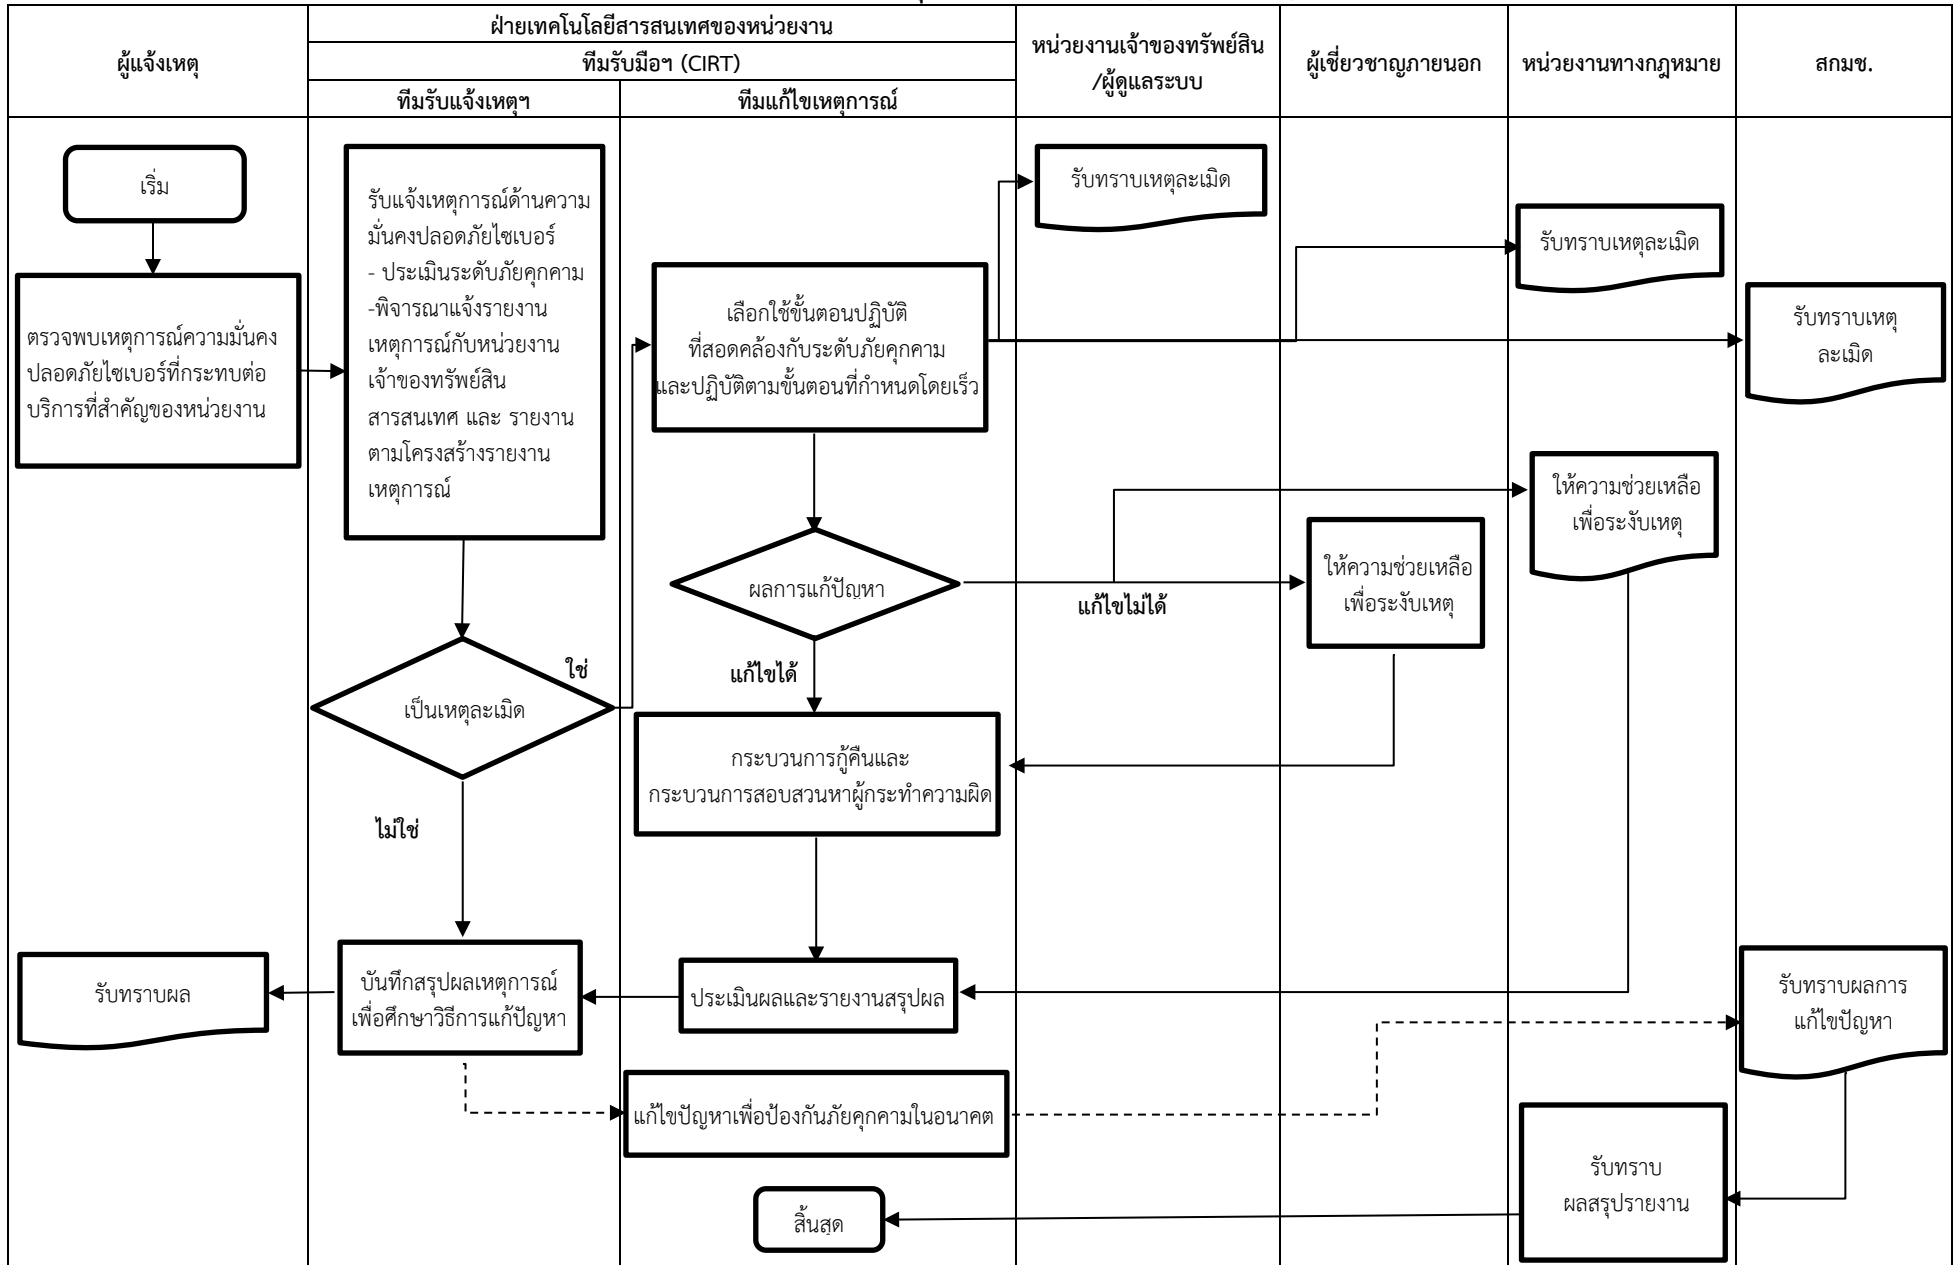 ผู้แจ้งเหตุ
ฝ่ายเทคโนโลยีสารสนเทศของหน่วยงาน
ทีมรับมือฯ (CIRT)
ทีมรับแจ้งเหตุฯ
ทีมแก้ไขเหตุการณ์
หน่วยงานเจ้าของทรัพย์สิน
/ผู้ดูแลระบบ
ผู้เชี่ยวชาญภายนอก
หน่วยงานทางกฎหมาย
สกมช.
เริ่ม
ตรวจพบเหตุการณ์ความมั่นคง
ปลอดภัยไซเบอร์ที่กระทบต่อ
บริการที่สำคัญของหน่วยงาน
รับแจ้งเหตุการณ์ด้านความ
มั่นคงปลอดภัยไซเบอร์
- ประเมินระดับภัยคุกคาม
-พิจารณาแจ้งรายงาน
เหตุการณ์กับหน่วยงาน
เจ้าของทรัพย์สิน
สารสนเทศ และ รายงาน
ตามโครงสร้างรายงาน
เหตุการณ์
เลือกใช้ขั้นตอนปฏิบัติ
ที่สอดคล้องกับระดับภัยคุกคาม
และปฏิบัติตามขั้นตอนที่กำหนดโดยเร็ว
รับทราบเหตุละเมิด
รับทราบเหตุละเมิด
รับทราบเหตุ
ละเมิด
ผลการแก้ปัญหา
แก้ไขไม่ได้
ให้ความช่วยเหลือ
เพื่อระงับเหตุ
ให้ความช่วยเหลือ
เพื่อระงับเหตุ
ใช่
แก้ไขได้
เป็นเหตุละเมิด
กระบวนการกู้คืนและ
กระบวนการสอบสวนหาผู้กระทำความผิด
ไม่ใช่
รับทราบผล
บันทึกสรุปผลเหตุการณ์
เพื่อศึกษาวิธีการแก้ปัญหา
ประเมินผลและรายงานสรุปผล
รับทราบผลการ
แก้ไขปัญหา
แก้ไขปัญหาเพื่อป้องกันภัยคุกคามในอนาคต
รับทราบ
ผลสรุปรายงาน
สิ้นสุด